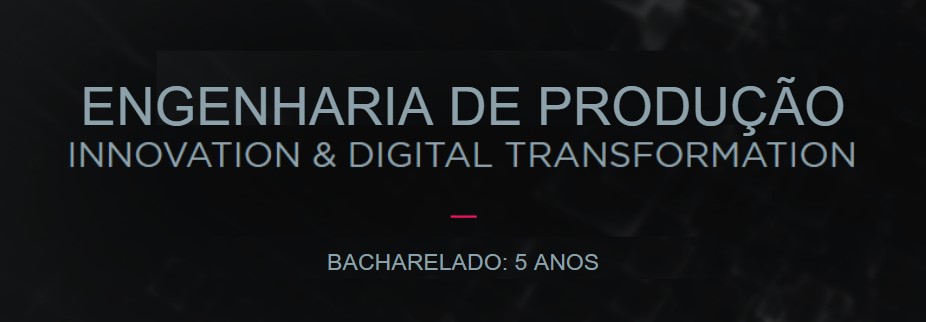 ENGENHARIA DE PRODUÇÃO
INNOVATION & DIGITAL TRANSFORMATION
BACHARELADO: 5 ANOS